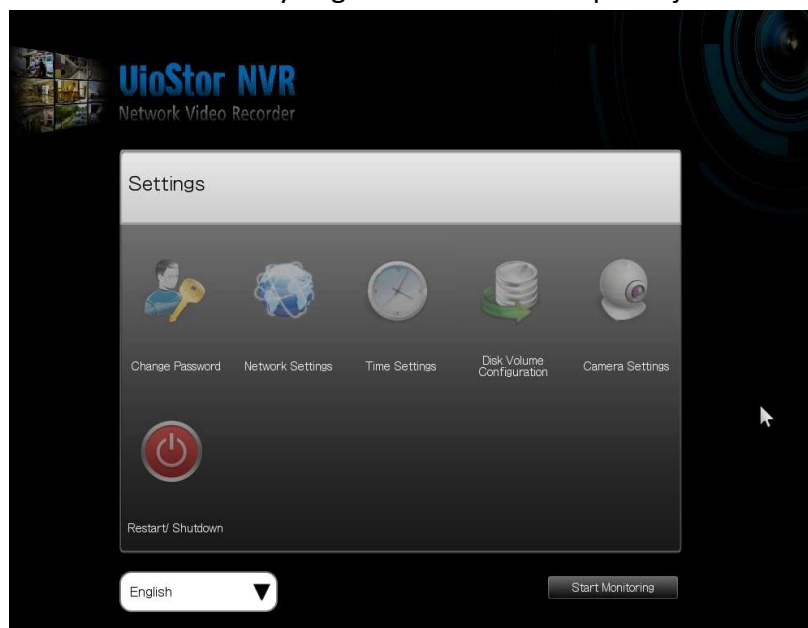 UioStor NVR
Network Video Recorder
Settings
Change Password
Network Settings
Time Settings
Disk Volume
Configuration
Camera Settings
Restart/ Shutdown
English
Start Monitoring